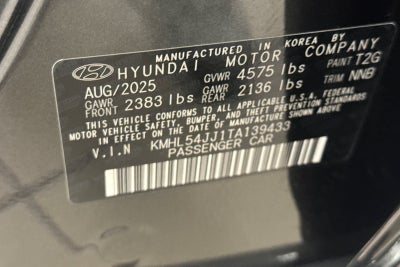 MANUFACTURED IN KOREA BY
HYUNDAI MOTOR COMPANY
AUG/2025 GVWR 4575 lbs PAINT T2G
GAWR FRONT 2383 lbs GAWR REAR 2136 lbs TRIM NNB
THIS VEHICLE CONFORMS TO ALL APPLICABLE U.S. FEDERAL
MOTOR VEHICLE SAFETY, BUMPER, AND THEFT PREVENTION STANDARDS
IN EFFECT ON THE DATE OF MANUFACTURE SHOWN ABOVE.
V.I.N KMHL54JJ1TA139433
PASSENGER CAR